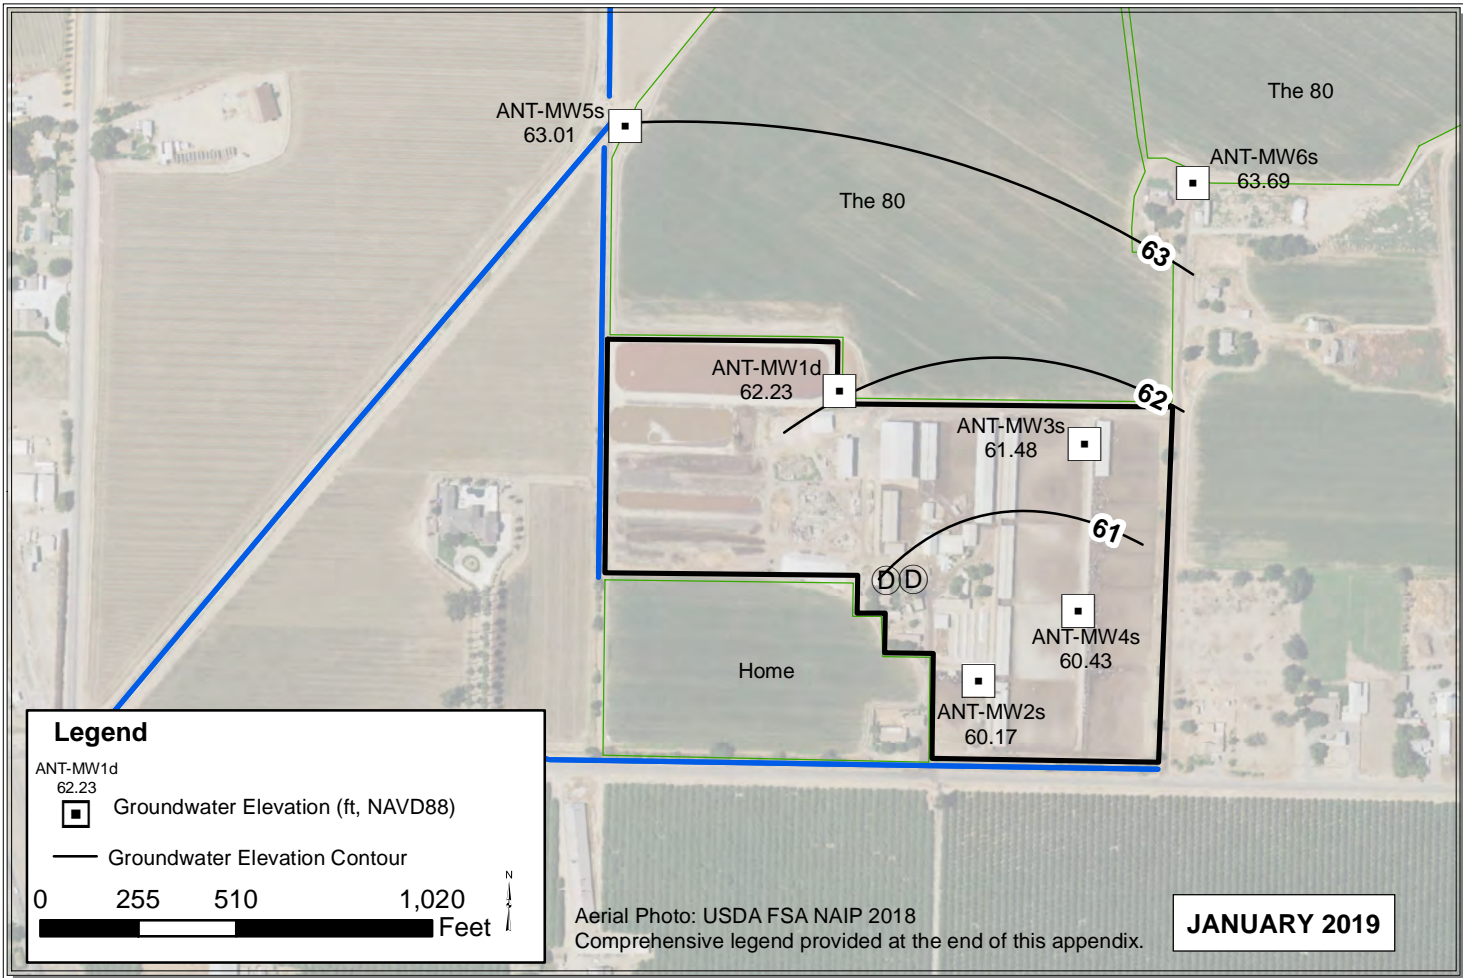 The 80
ANT-MW5s
63.01
ANT-MW6s
63.69
The 80
63
ANT-MW1d
62.23
62
ANT-MW3s
61.48
61
D D
ANT-MW4s
60.43
Home
ANT-MW2s
60.17
Legend
ANT-MW1d
62.23
Groundwater Elevation (ft, NAVD88)
Groundwater Elevation Contour
N
0 255 510 1,020
Feet
Aerial Photo: USDA FSA NAIP 2018
Comprehensive legend provided at the end of this appendix.
JANUARY 2019